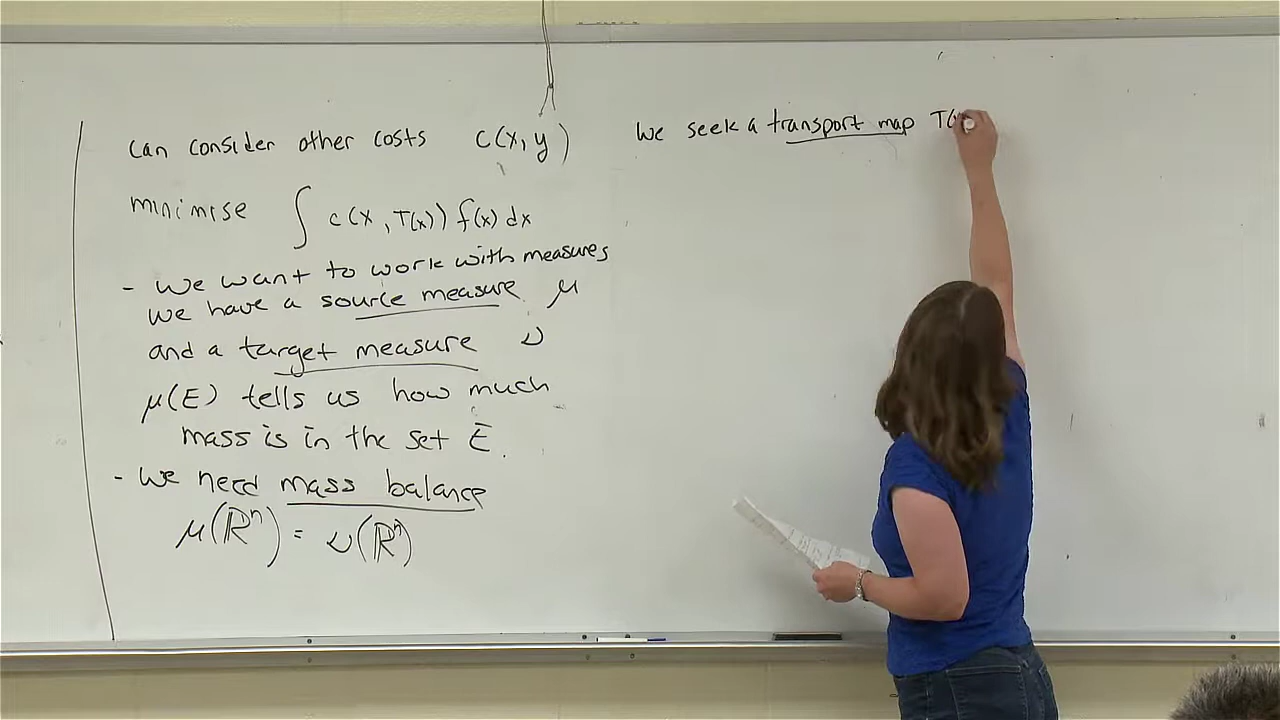 can consider other costs c(x,y)
minimise ∫ c(x, T(x)) f(x) dx
- we want to work with measures
we have a source measure μ
and a target measure ν
μ(E) tells us how much
mass is in the set E.
- We need mass balance
μ(ℝⁿ) = ν(ℝⁿ)
We seek a transport map T(